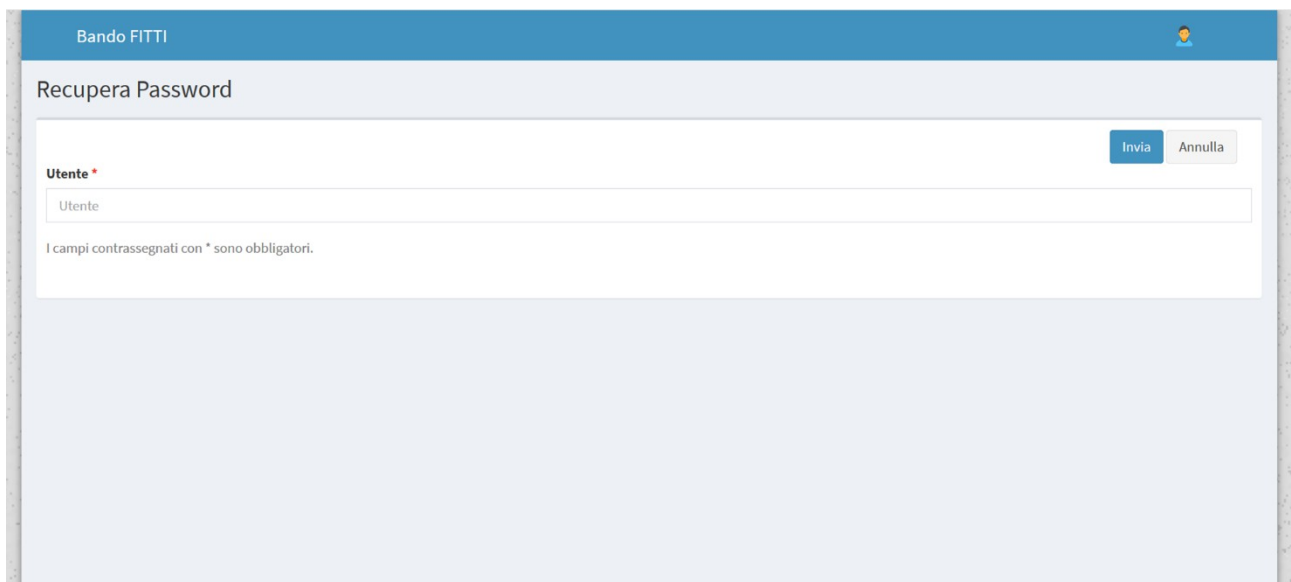 Bando FITTI
Recupera Password
Invia Annulla
Utente *
Utente
I campi contrassegnati con * sono obbligatori.